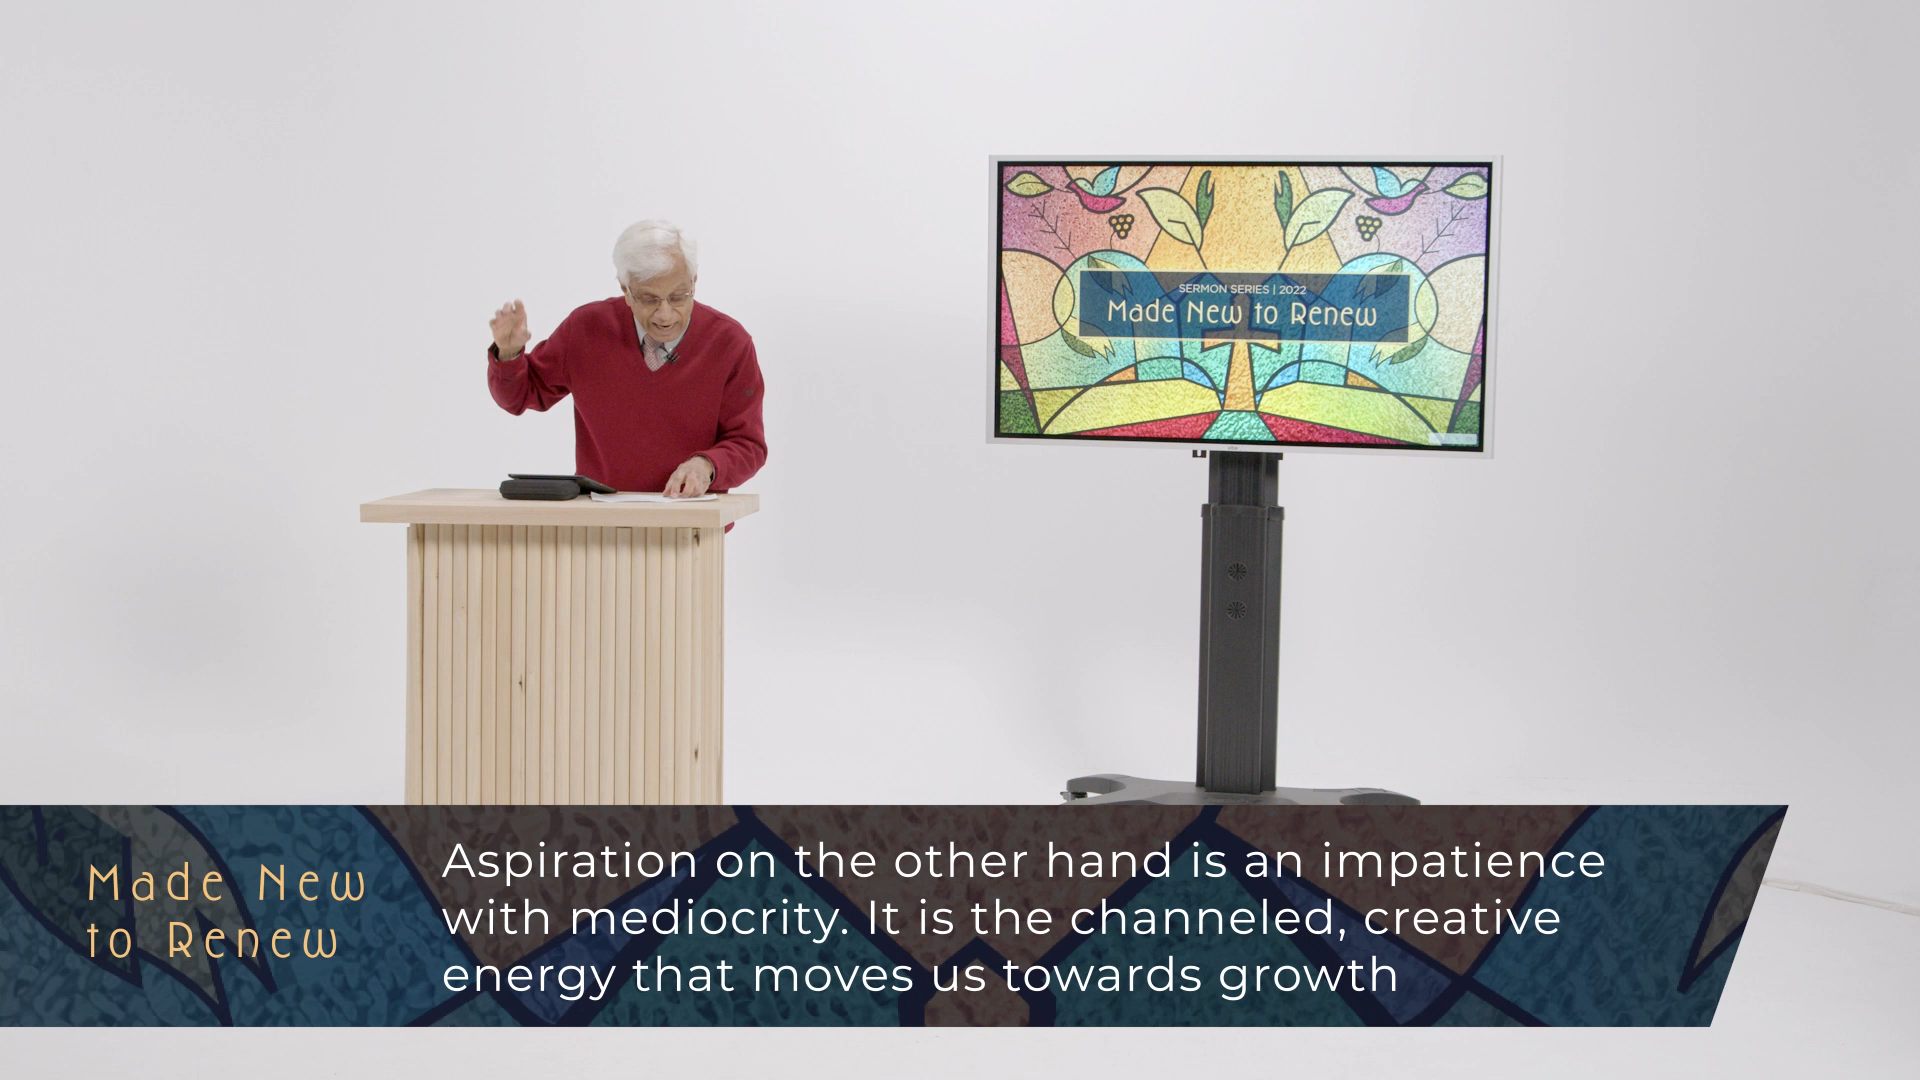 SERMON SERIES | 2022
Made New to Renew
Made New
to Renew
Aspiration on the other hand is an impatience
with mediocrity. It is the channeled, creative
energy that moves us towards growth